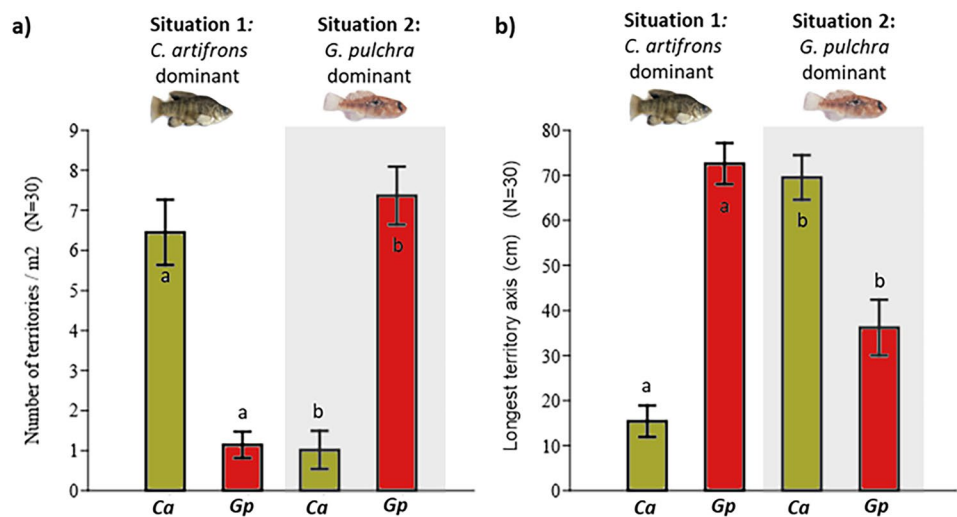 a)
Situation 1:
C. artifrons
dominant
Situation 2:
G. pulchra
dominant
Number of territories / m2 (N=30)
9
8
7
6
5
4
3
2
1
0
a
a
b
b
Ca
Gp
Ca
Gp
b)
Situation 1:
C. artifrons
dominant
Situation 2:
G. pulchra
dominant
Longest territory axis (cm) (N=30)
80
70
60
50
40
30
20
10
0
a
a
b
b
Ca
Gp
Ca
Gp